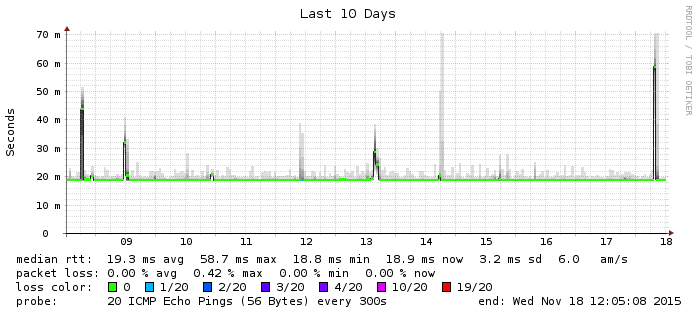 Last 10 Days
RRDTOOL / TOBI OETIKER
Seconds
70 m
60 m
50 m
40 m
30 m
20 m
10 m
0
09 10 11 12 13 14 15 16 17 18
median rtt: 19.3 ms avg 58.7 ms max 18.8 ms min 18.9 ms now 3.2 ms sd 6.0 am/s
packet loss: 0.00 % avg 0.42 % max 0.00 % min 0.00 % now
loss color: 0 1/20 2/20 3/20 4/20 10/20 19/20
probe: 20 ICMP Echo Pings (56 Bytes) every 300s end: Wed Nov 18 12:05:08 2015